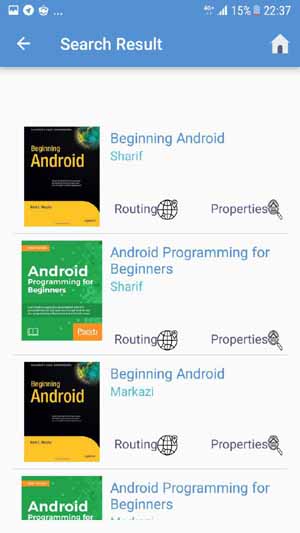 4G+ 15% 22:37
Search Result
Beginning
Android
Beginning Android
Sharif
Routing Properties
Android
Programming for
Beginners
Packt
Android Programming for
Beginners
Sharif
Routing Properties
Beginning
Android
Beginning Android
Markazi
Routing Properties
Android
Programming for
Android Programming for
Beginners
Markazi